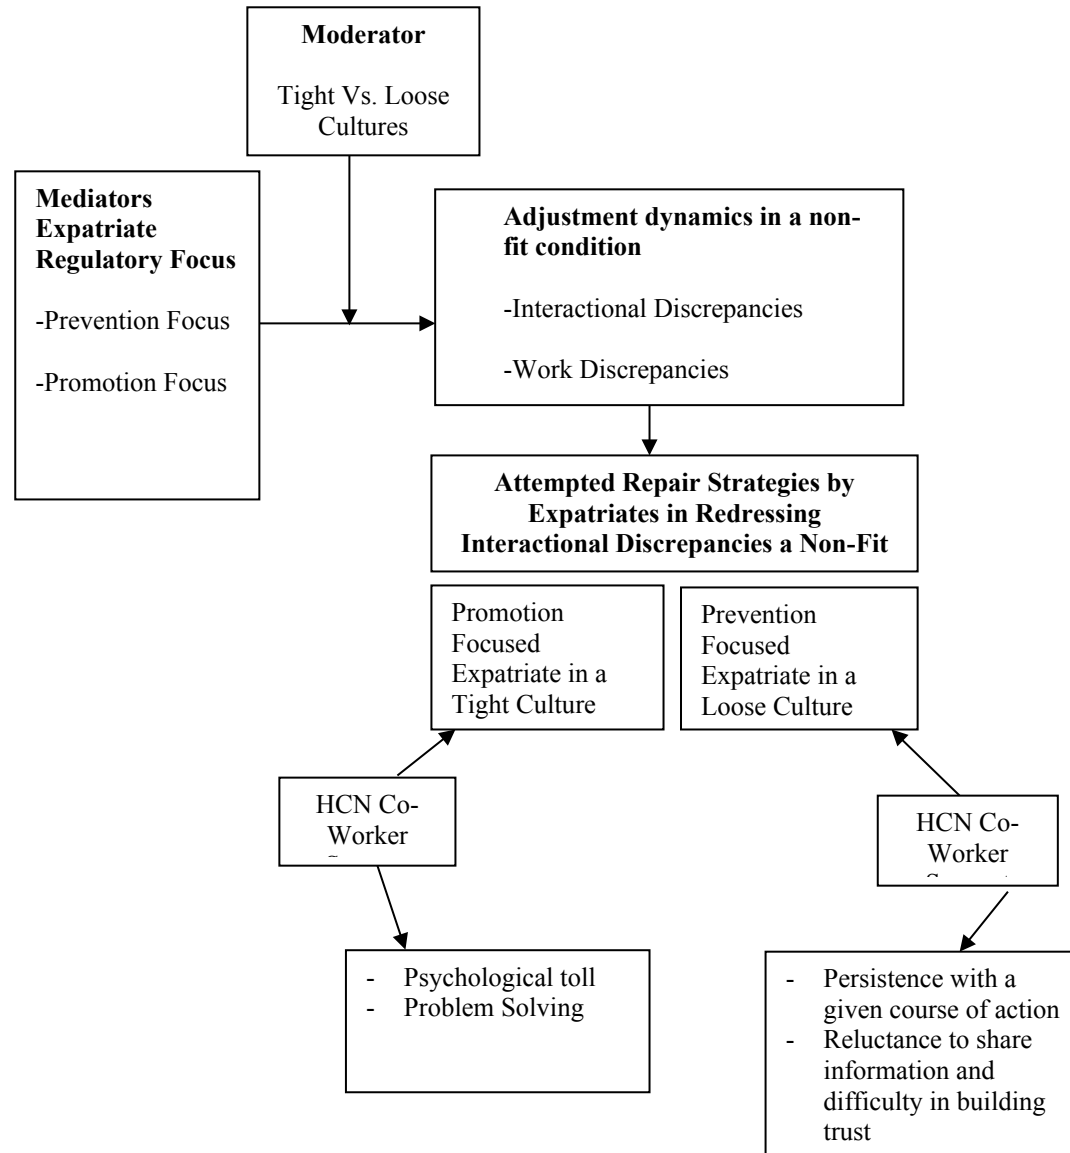 Moderator
Tight Vs. Loose
Cultures
Mediators
Expatriate
Regulatory Focus
-Prevention Focus
-Promotion Focus
Adjustment dynamics in a non-
fit condition
-Interactional Discrepancies
-Work Discrepancies
Attempted Repair Strategies by
Expatriates in Redressing
Interactional Discrepancies a Non-Fit
Promotion
Focused
Expatriate in a
Tight Culture
Prevention
Focused
Expatriate in a
Loose Culture
HCN Co-
Worker
HCN Co-
Worker
- Psychological toll
- Problem Solving
- Persistence with a
given course of action
- Reluctance to share
information and
difficulty in building
trust